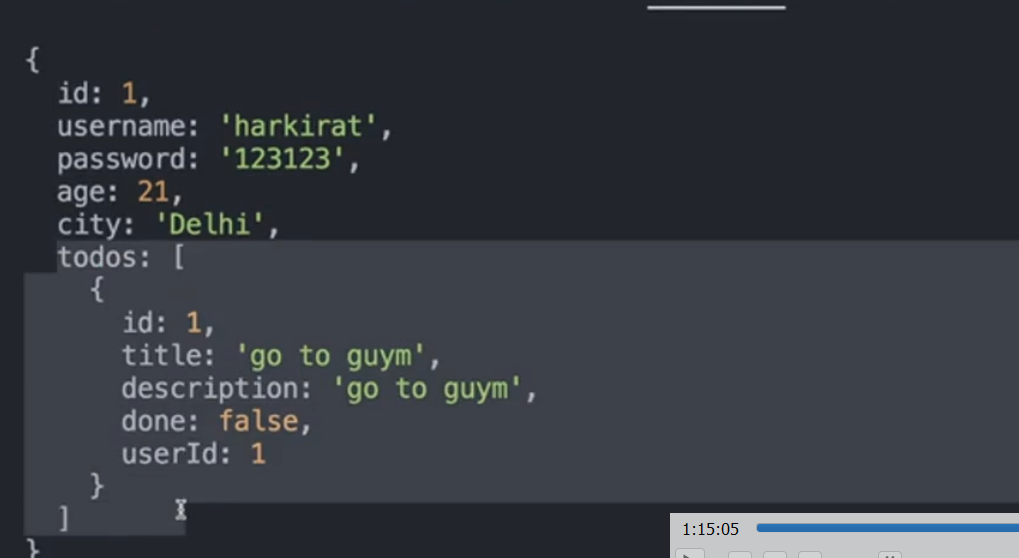 {
id: 1,
username: 'harkirat',
password: '123123',
age: 21,
city: 'Delhi',
todos: [
{
id: 1,
title: 'go to guym',
description: 'go to guym',
done: false,
userId: 1
}
]
}
1:15:05